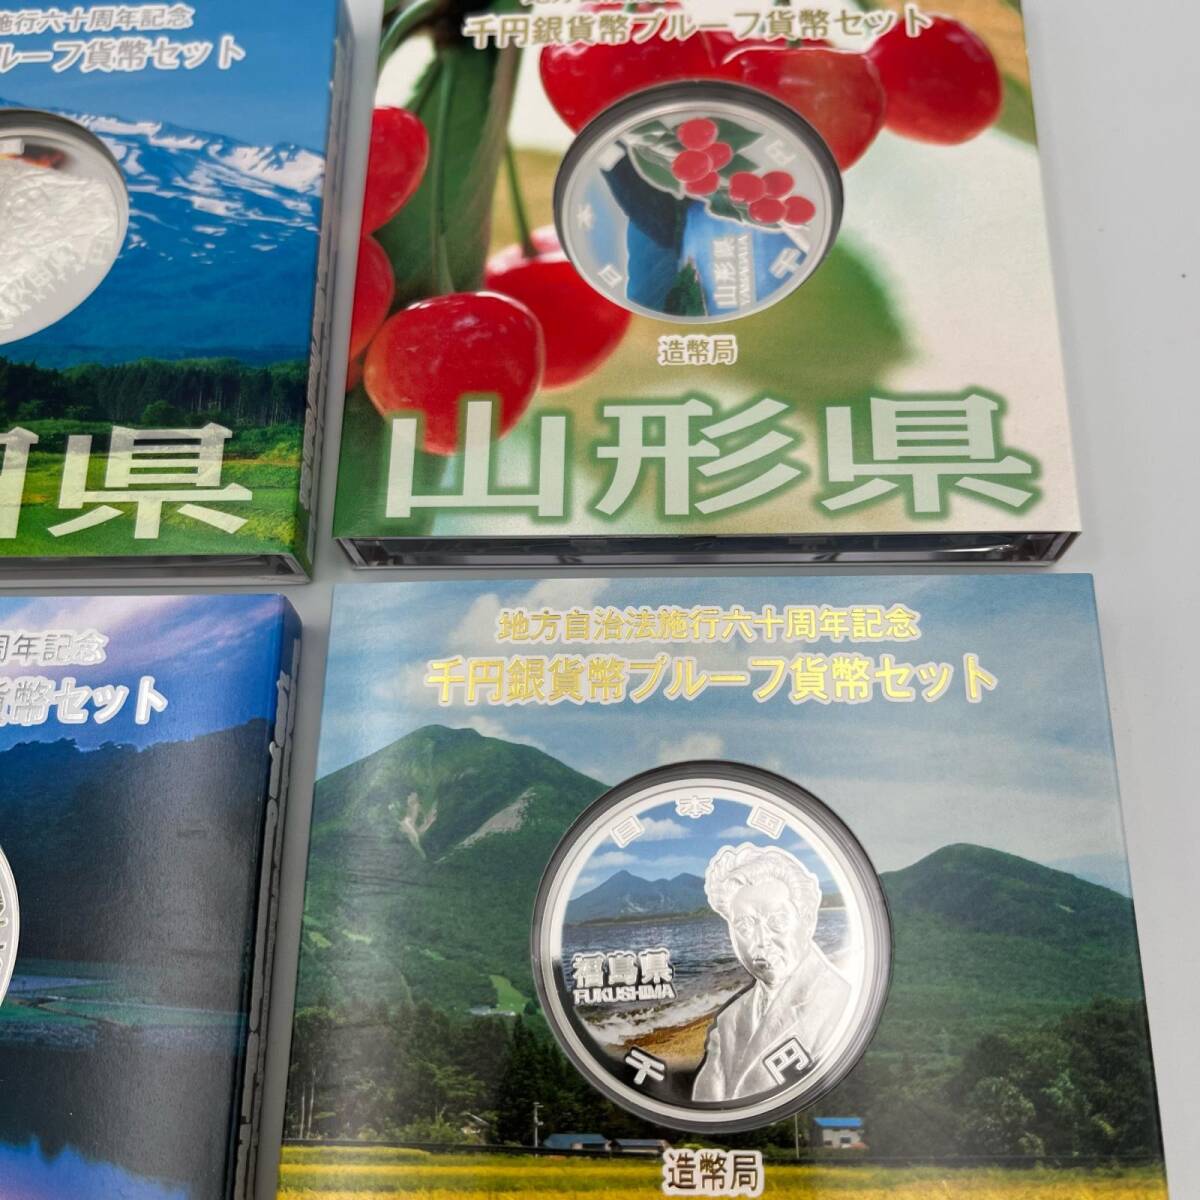 施行六十周年記念
ルーフ貨幣セット
県
千円銀貨幣プルーフ貨幣セット
日本
千円
山形県
YAMAGATA
造幣局
山形県
周年記念
貨幣セット
地方自治法施行六十周年記念
千円銀貨幣プルーフ貨幣セット
日本国
福島県
FUKUSHIMA
千円
造幣局